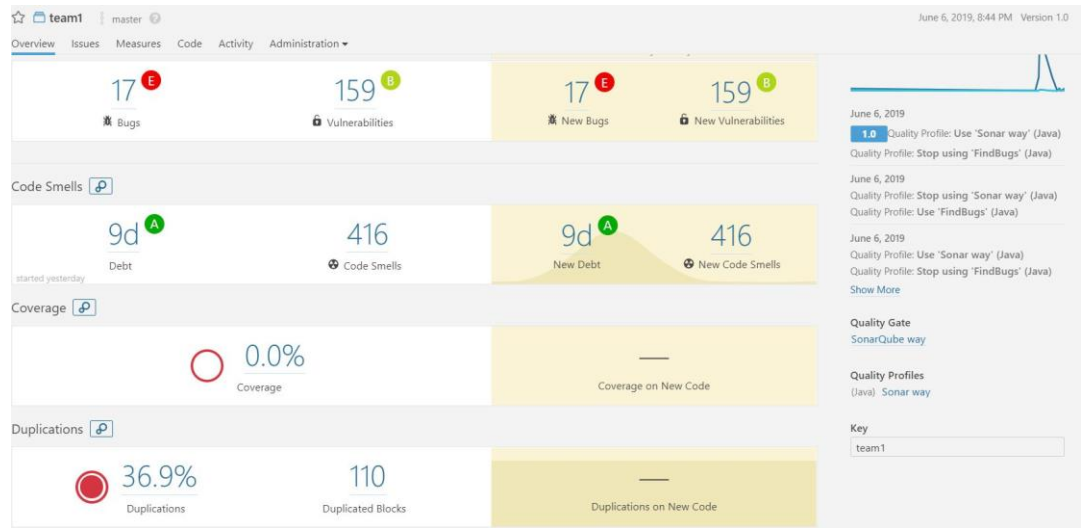 team1 master
June 6, 2019, 8:44 PM Version 1.0
Overview Issues Measures Code Activity Administration
17 E
Bugs
159 B
Vulnerabilities
17 E
New Bugs
159 B
New Vulnerabilities
Code Smells
9d A
Debt
started yesterday
416
Code Smells
9d A
New Debt
416
New Code Smells
Coverage
0.0%
Coverage
—
Coverage on New Code
Duplications
36.9%
Duplications
110
Duplicated Blocks
—
Duplications on New Code
June 6, 2019
1.0 Quality Profile: Use 'Sonar way' (Java)
Quality Profile: Stop using 'FindBugs' (Java)
June 6, 2019
Quality Profile: Stop using 'Sonar way' (Java)
Quality Profile: Use 'FindBugs' (Java)
June 6, 2019
Quality Profile: Use 'Sonar way' (Java)
Quality Profile: Stop using 'FindBugs' (Java)
Show More
Quality Gate
SonarQube way
Quality Profiles
(Java) Sonar way
Key
team1